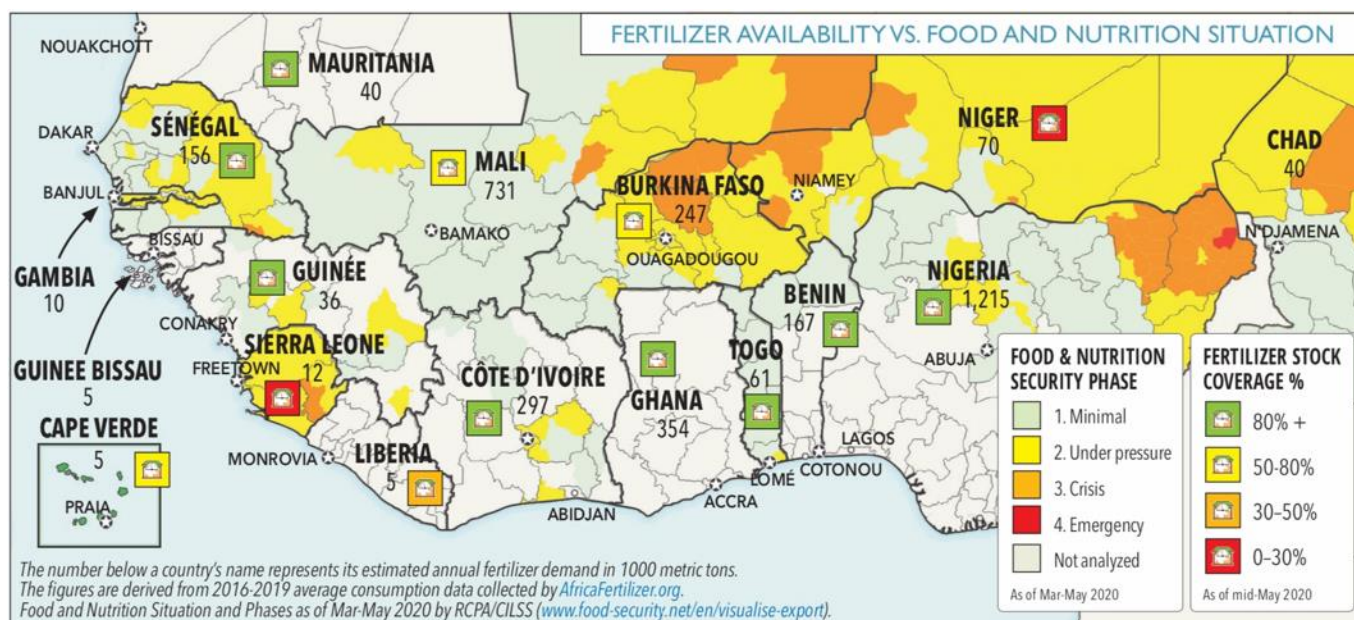 FERTILIZER AVAILABILITY VS. FOOD AND NUTRITION SITUATION
NOUAKCHOTT
MAURITANIA
40
DAKAR
SÉNÉGAL
156
MALI
731
NIGER
70
CHAD
40
BANJUL
BURKINA FASO
247
NIAMEY
BAMAKO
OUAGADOUGOU
N'DJAMENA
BISSAU
GAMBIA
10
GUINÉE
36
BENIN
167
NIGERIA
1,215
CONAKRY
SIERRA LEONE
12
FREETOWN
GUINEE BISSAU
5
CÔTE D'IVOIRE
297
GHANA
354
TOGO
61
ABUJA
CAPE VERDE
5
PRAIA
MONROVIA
LIBERIA
5
ABIDJAN
ACCRA
LOMÉ
COTONOU
LAGOS
FOOD & NUTRITION
SECURITY PHASE
1. Minimal
2. Under pressure
3. Crisis
4. Emergency
Not analyzed
As of Mar-May 2020
FERTILIZER STOCK
COVERAGE %
80% +
50-80%
30–50%
0–30%
As of mid-May 2020
The number below a country's name represents its estimated annual fertilizer demand in 1000 metric tons.
The figures are derived from 2016-2019 average consumption data collected by AfricaFertilizer.org.
Food and Nutrition Situation and Phases as of Mar-May 2020 by RCPA/CILSS (www.food-security.net/en/visualise-export).